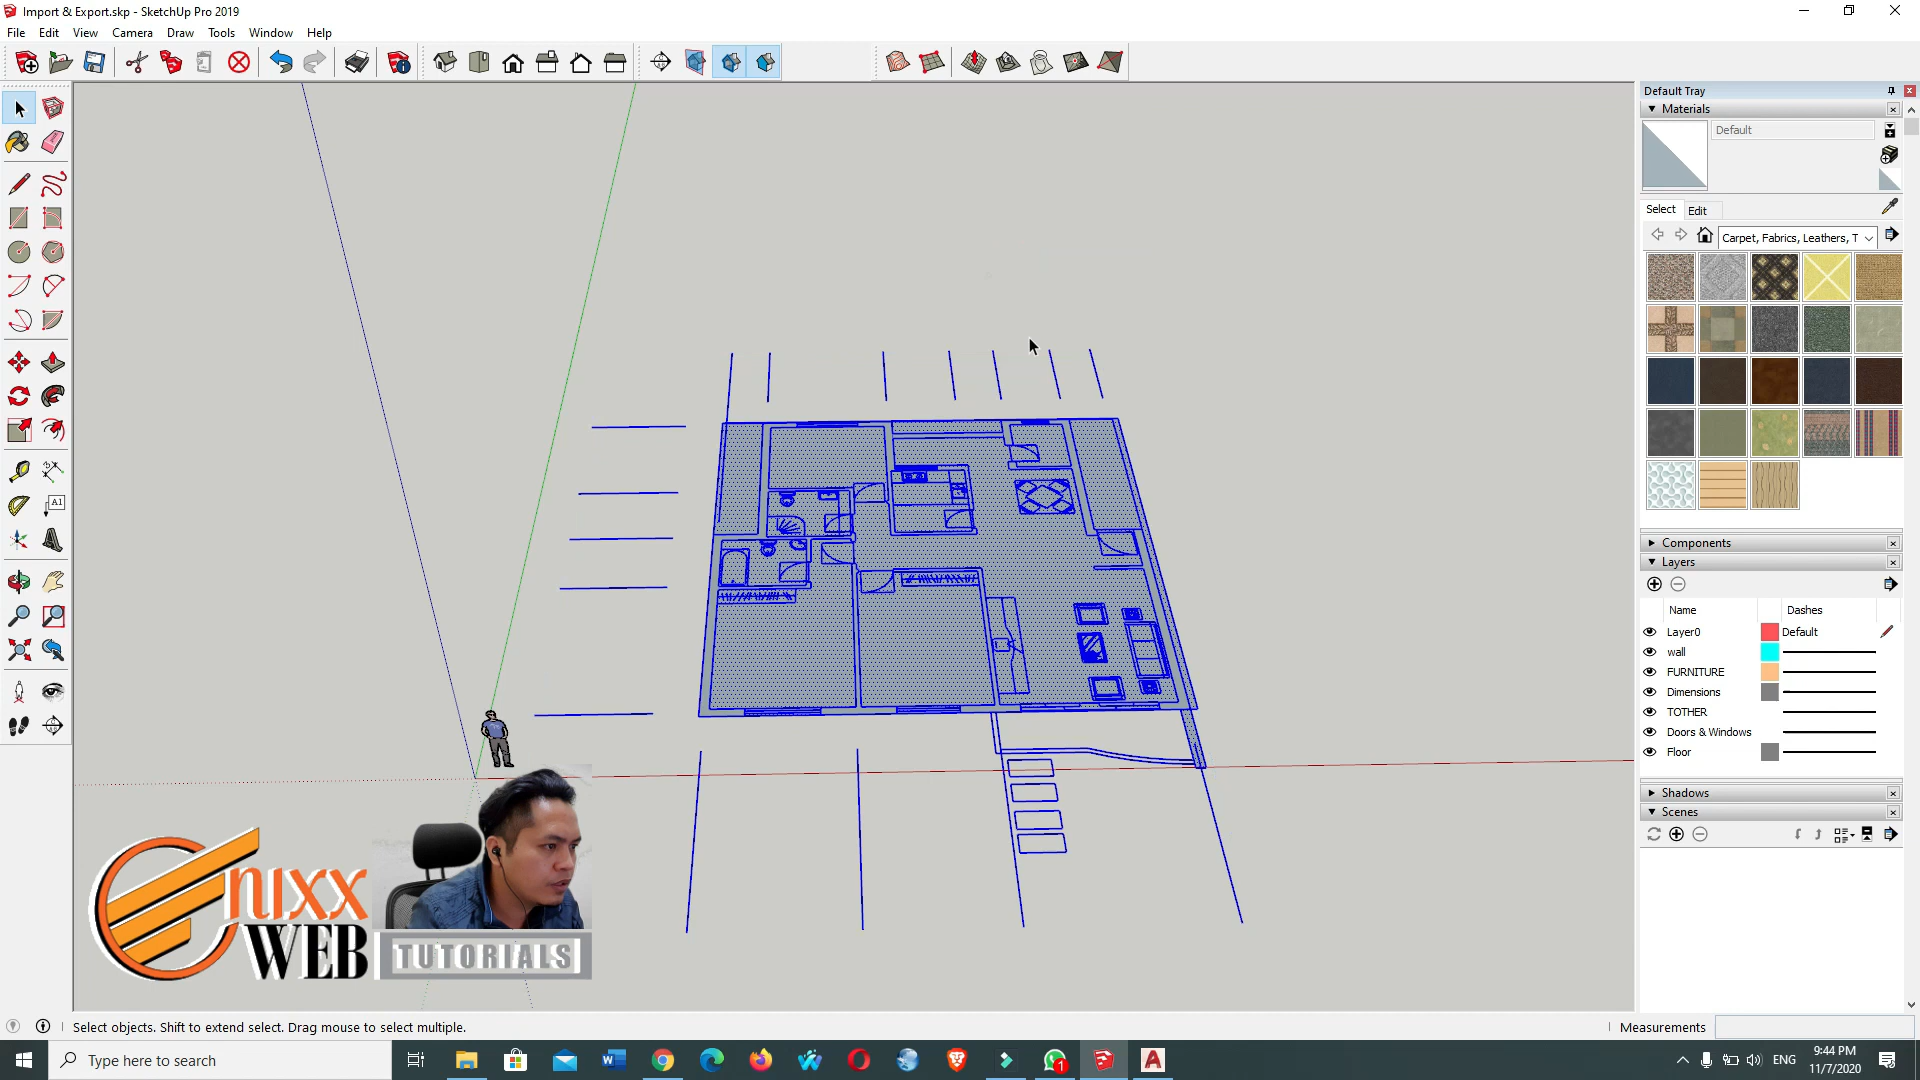 Import & Export.skp - SketchUp Pro 2019
File Edit View Camera Draw Tools Window Help
Default Tray
Materials
Default
Select Edit
Carpet, Fabrics, Leathers, T
Components
Layers
Name Dashes
Layer0 Default
wall
FURNITURE
Dimensions
TOTHER
Doors & Windows
Floor
Shadows
Scenes
A1
NIXX
WEB
TUTORIALS
Select objects. Shift to extend select. Drag mouse to select multiple.
Measurements
Type here to search
1
ENG
9:44 PM
11/7/2020